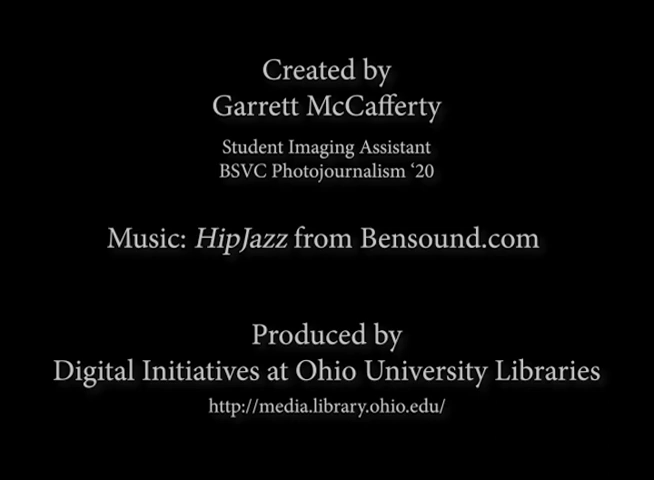 Created by
Garrett McCafferty
Student Imaging Assistant
BSVC Photojournalism ‘20
Music: HipJazz from Bensound.com
Produced by
Digital Initiatives at Ohio University Libraries
http://media.library.ohio.edu/